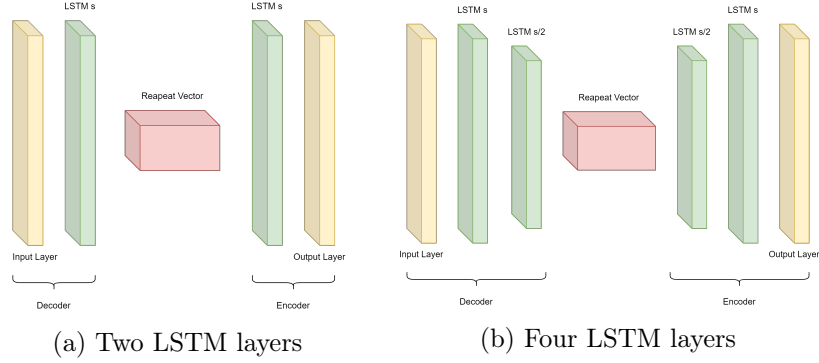 LSTM s
LSTM s
Reapeat Vector
Input Layer
Output Layer
Decoder
Encoder
(a) Two LSTM layers
LSTM s
LSTM s
LSTM s/2
LSTM s/2
Reapeat Vector
Input Layer
Output Layer
Decoder
Encoder
(b) Four LSTM layers